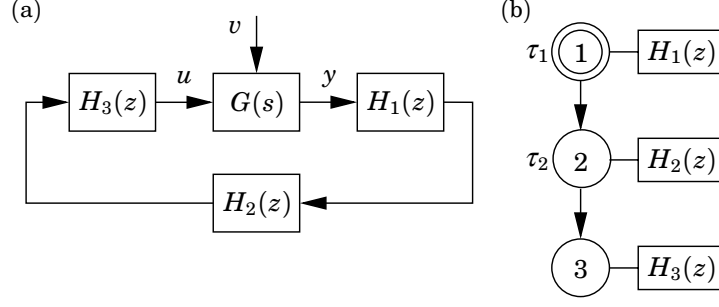 (a)
v
u
y
H₃(z)
G(s)
H₁(z)
H₂(z)
(b)
τ₁ 1 H₁(z)
τ₂ 2 H₂(z)
3 H₃(z)